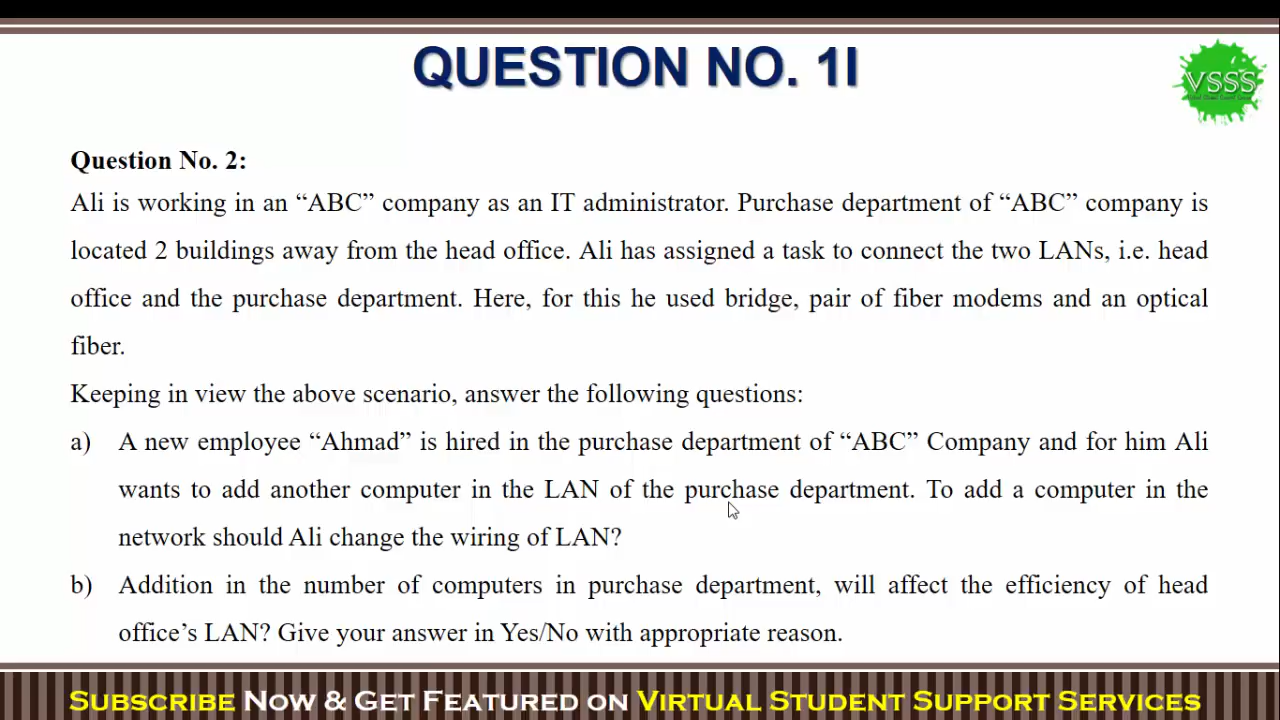 QUESTION NO. 1I
VSSS
Question No. 2:
Ali is working in an “ABC” company as an IT administrator. Purchase department of “ABC” company is
located 2 buildings away from the head office. Ali has assigned a task to connect the two LANs, i.e. head
office and the purchase department. Here, for this he used bridge, pair of fiber modems and an optical
fiber.
Keeping in view the above scenario, answer the following questions:
a) A new employee “Ahmad” is hired in the purchase department of “ABC” Company and for him Ali
wants to add another computer in the LAN of the purchase department. To add a computer in the
network should Ali change the wiring of LAN?
b) Addition in the number of computers in purchase department, will affect the efficiency of head
office’s LAN? Give your answer in Yes/No with appropriate reason.
SUBSCRIBE NOW & GET FEATURED ON VIRTUAL STUDENT SUPPORT SERVICES